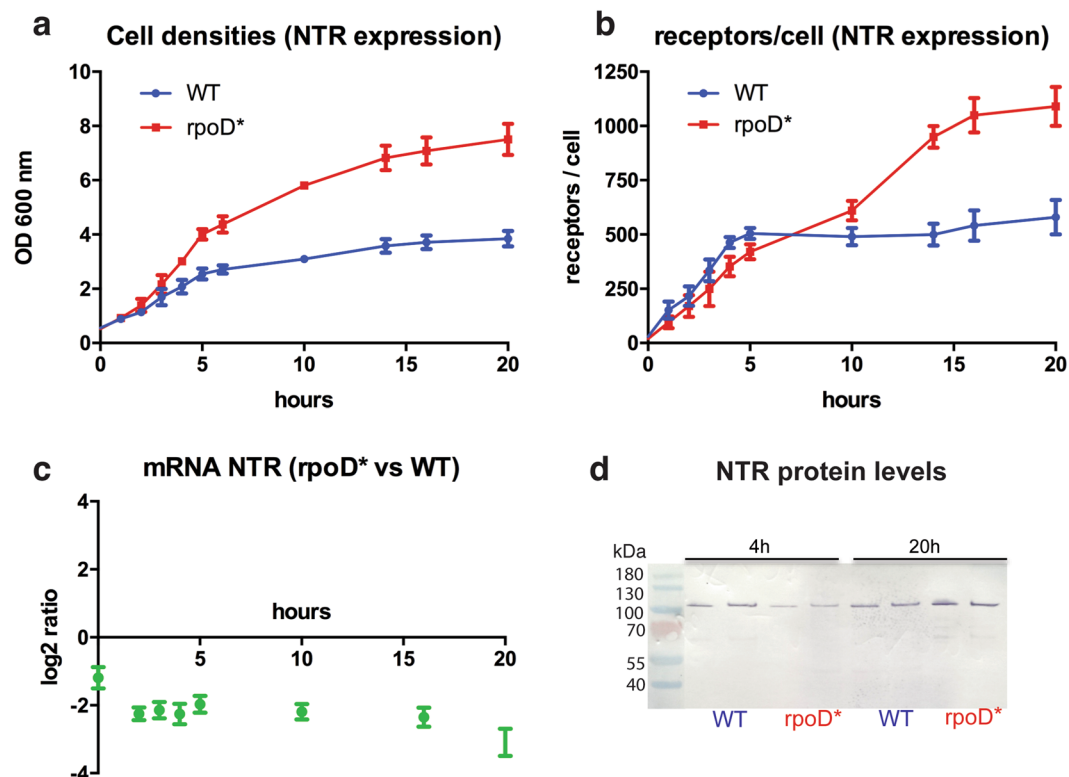 a
Cell densities (NTR expression)
10
8
6
4
2
0
OD 600 nm
WT
rpoD*
0 5 10 15 20
hours
b
receptors/cell (NTR expression)
1250
1000
750
500
250
0
receptors / cell
WT
rpoD*
0 5 10 15 20
hours
c
mRNA NTR (rpoD* vs WT)
4
2
0
-2
-4
log2 ratio
hours
5 10 15 20
d
NTR protein levels
kDa
4h 20h
180
130
100
70
55
40
WT rpoD* WT rpoD*